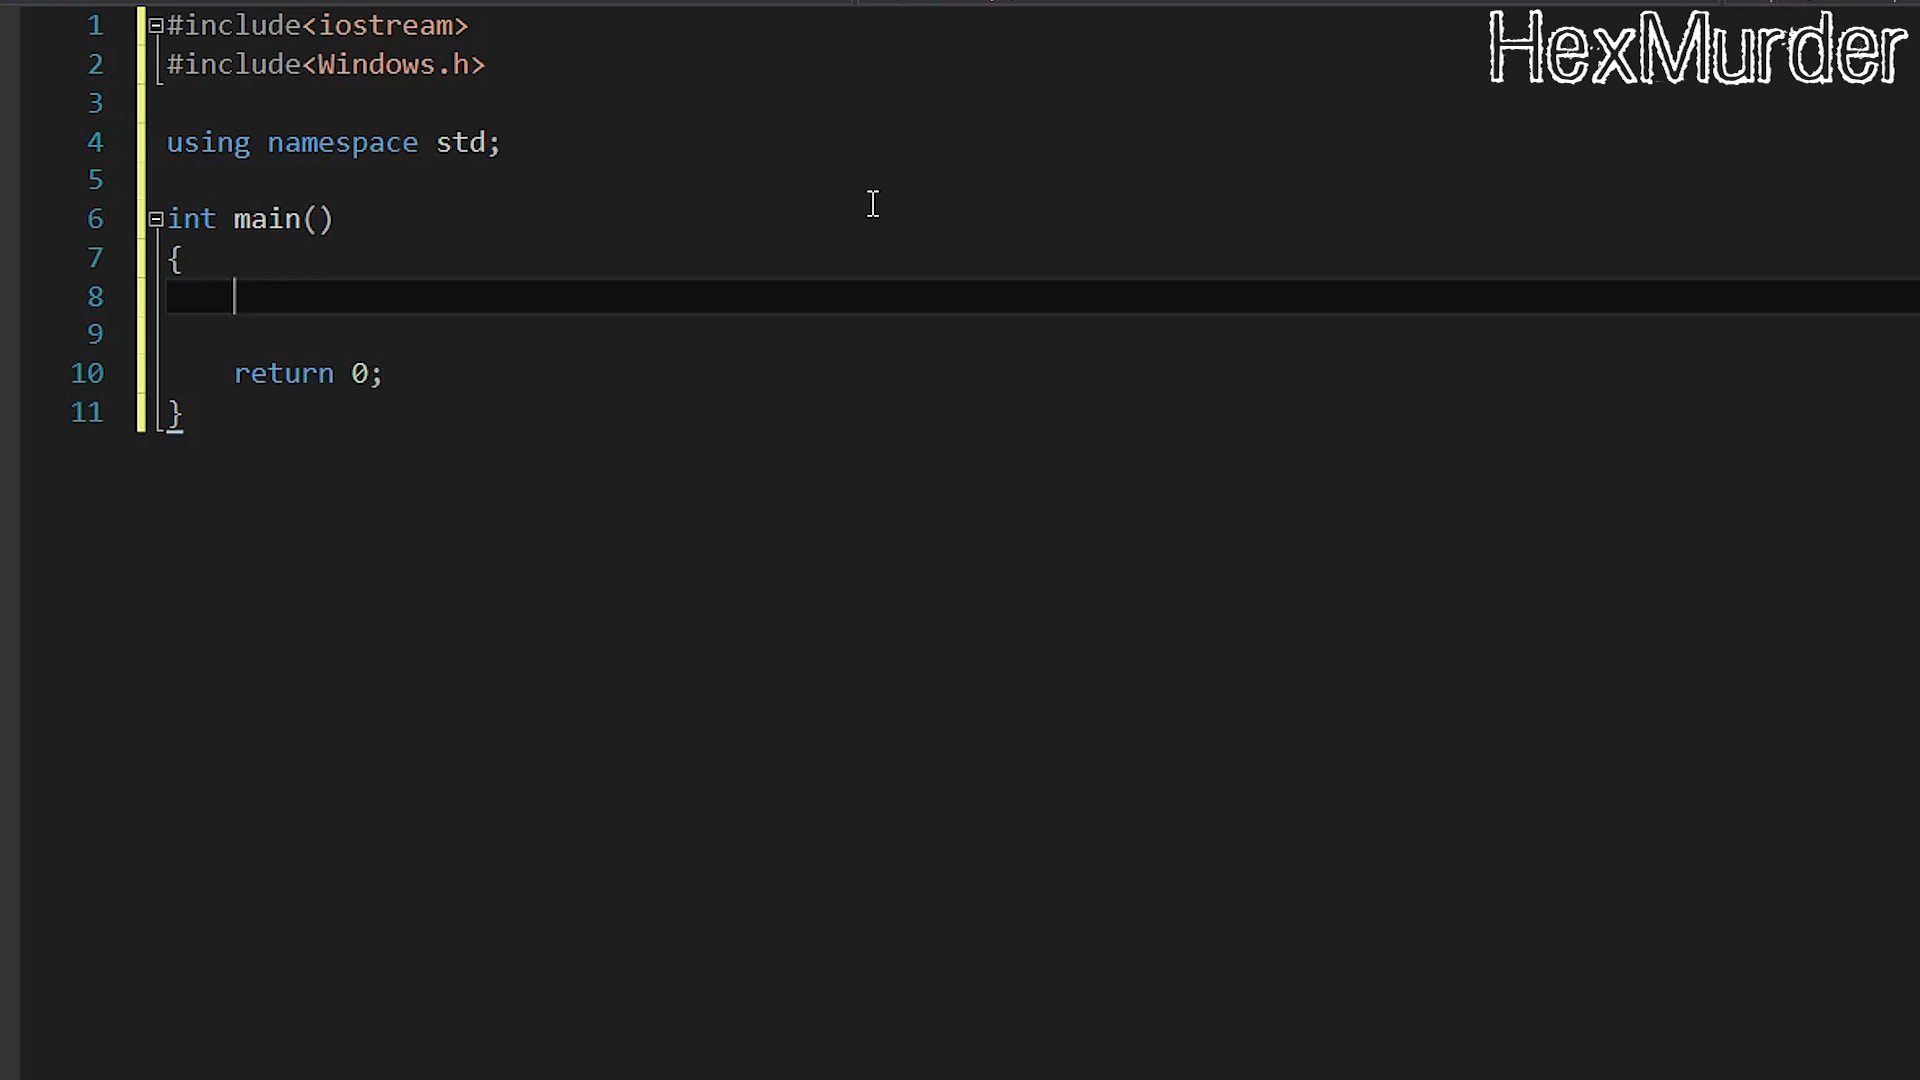 1 #include<iostream>
2 #include<Windows.h>
3
4 using namespace std;
5
6 int main()
7 {
8
9
10 return 0;
11 }
HexMurder